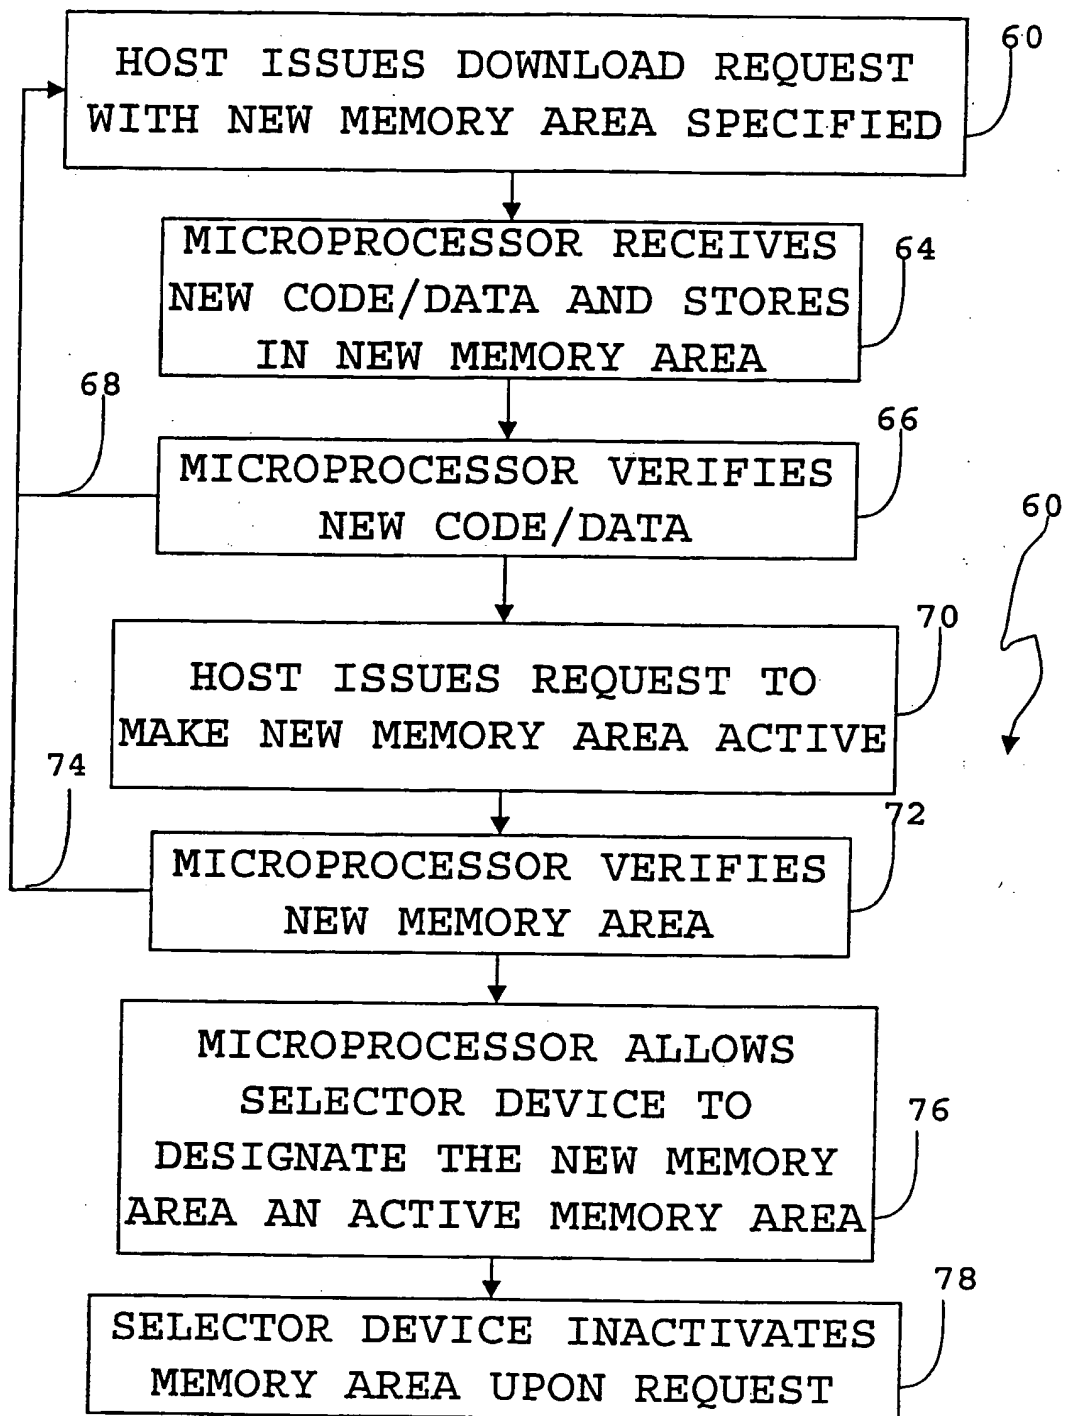 HOST ISSUES DOWNLOAD REQUEST
WITH NEW MEMORY AREA SPECIFIED
60
MICROPROCESSOR RECEIVES
NEW CODE/DATA AND STORES
IN NEW MEMORY AREA
64
68
MICROPROCESSOR VERIFIES
NEW CODE/DATA
66
60
HOST ISSUES REQUEST TO
MAKE NEW MEMORY AREA ACTIVE
70
74
MICROPROCESSOR VERIFIES
NEW MEMORY AREA
72
MICROPROCESSOR ALLOWS
SELECTOR DEVICE TO
DESIGNATE THE NEW MEMORY
AREA AN ACTIVE MEMORY AREA
76
SELECTOR DEVICE INACTIVATES
MEMORY AREA UPON REQUEST
78